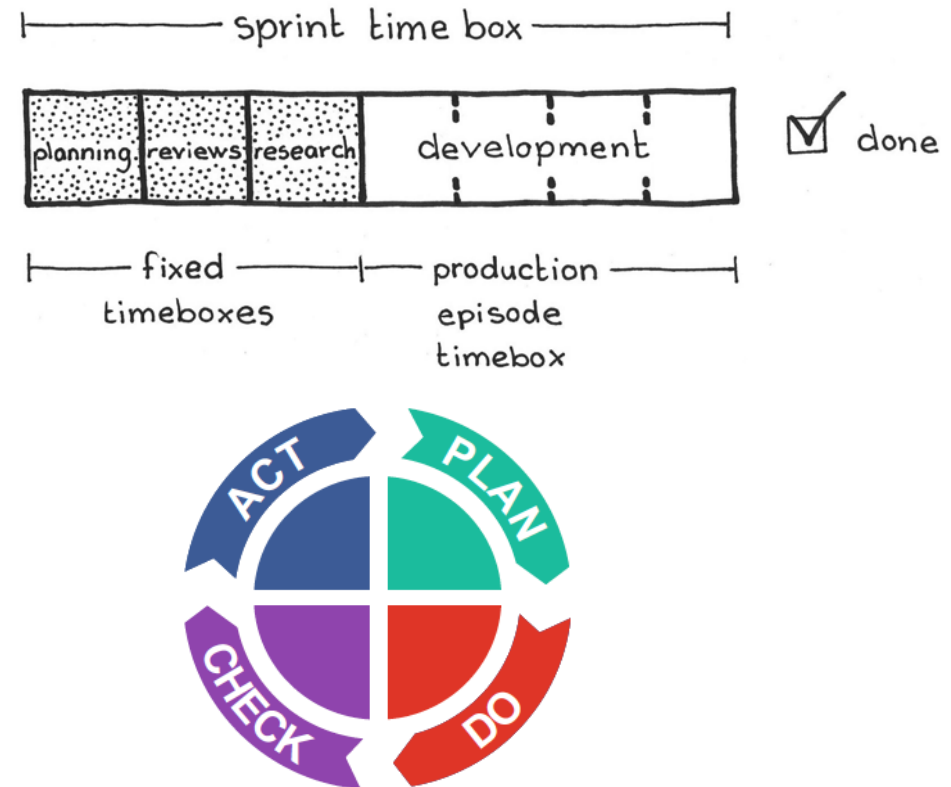 sprint time box
planning. reviews research development
done
fixed production
timeboxes episode
timebox
ACT PLAN
CHECK DO